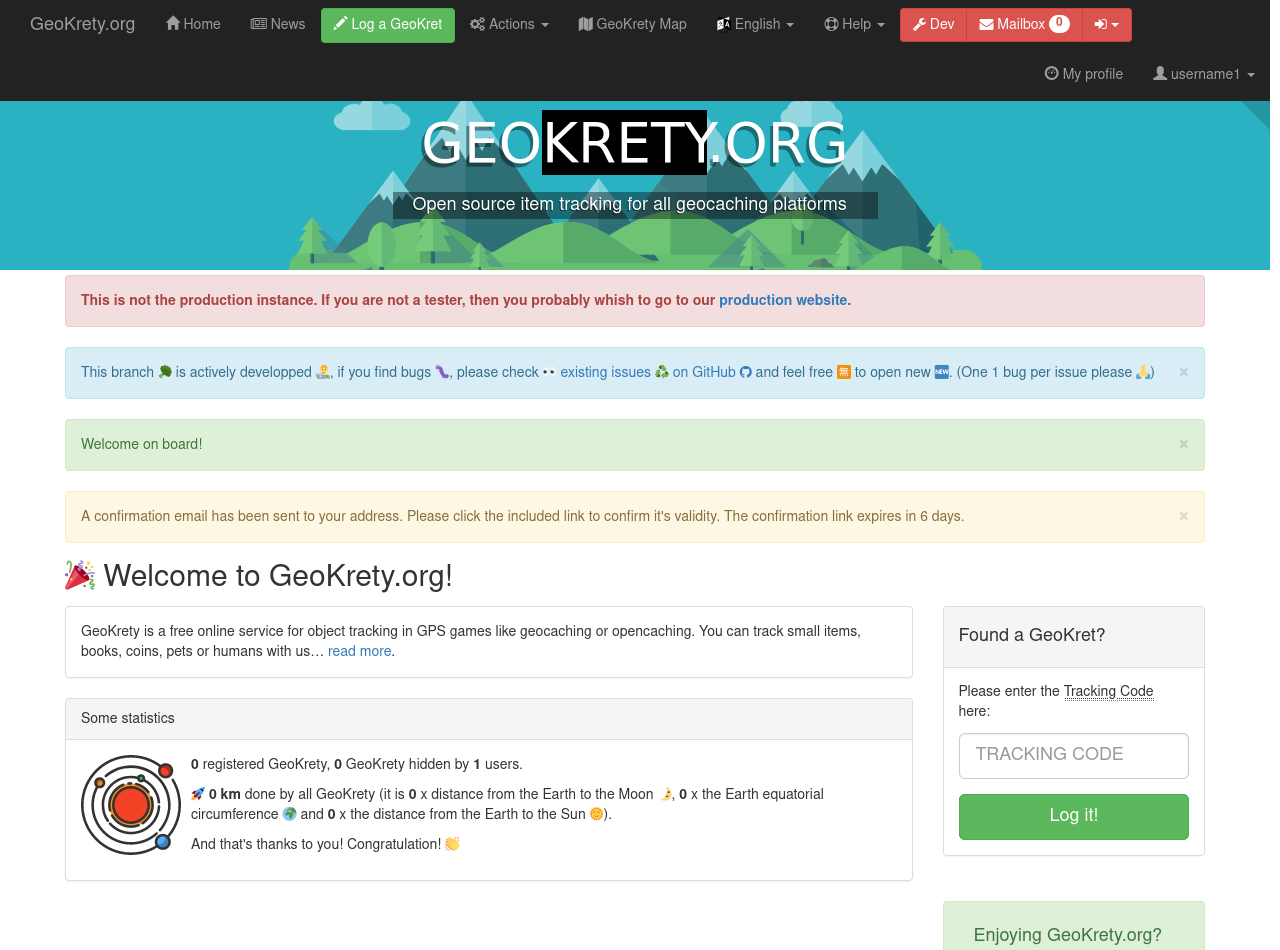 GeoKrety.org Home News Log a GeoKret Actions GeoKrety Map English Help Dev Mailbox 0
My profile username1
GEOKRETY.ORG
Open source item tracking for all geocaching platforms
This is not the production instance. If you are not a tester, then you probably whish to go to our production website.
This branch 🥦 is actively developped 👨‍🔬, if you find bugs 🐛, please check 👀 existing issues ♻ on GitHub and feel free 🈚 to open new 🆕. (One 1 bug per issue please 🙏) ×
Welcome on board! ×
A confirmation email has been sent to your address. Please click the included link to confirm it's validity. The confirmation link expires in 6 days. ×
🎉 Welcome to GeoKrety.org!
GeoKrety is a free online service for object tracking in GPS games like geocaching or opencaching. You can track small items,
books, coins, pets or humans with us… read more.
Some statistics
0 registered GeoKrety, 0 GeoKrety hidden by 1 users.
🚀 0 km done by all GeoKrety (it is 0 x distance from the Earth to the Moon 🌛, 0 x the Earth equatorial
circumference 🌍 and 0 x the distance from the Earth to the Sun 🌞).
And that's thanks to you! Congratulation! 👏
Found a GeoKret?
Please enter the Tracking Code
here:
TRACKING CODE
Log it!
Enjoying GeoKrety.org?